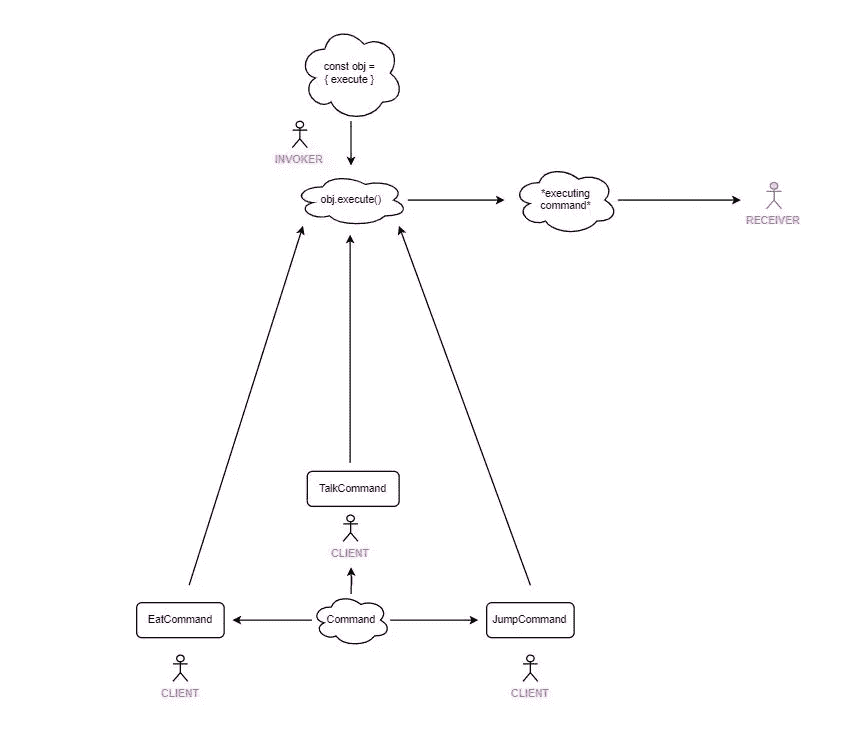 const obj =
{ execute }
INVOKER
obj.execute()
*executing
command*
RECEIVER
TalkCommand
CLIENT
EatCommand
Command
JumpCommand
CLIENT
CLIENT